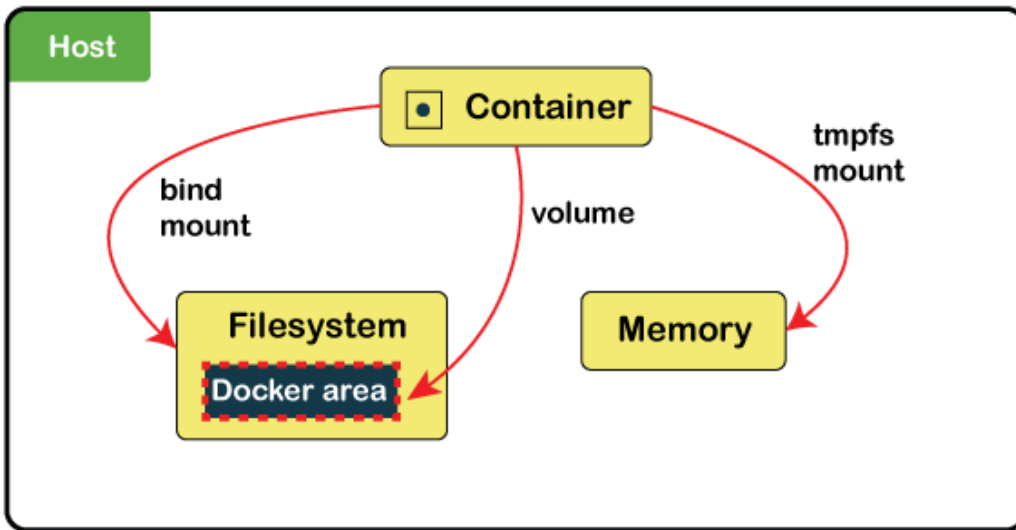 Host
Container
bind
mount
volume
tmpfs
mount
Filesystem
Docker area
Memory